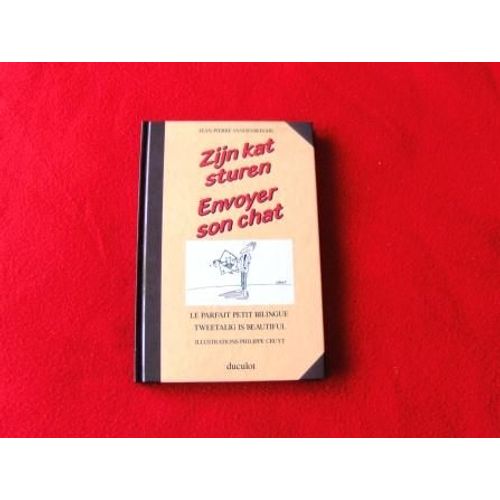 JEAN-PIERRE VANDENBERGHE
Zijn kat
sturen
Envoyer
son chat
LE PARFAIT PETIT BILINGUE
TWEETALIG IS BEAUTIFUL
ILLUSTRATIONS PHILIPPE CRUYT
duculot